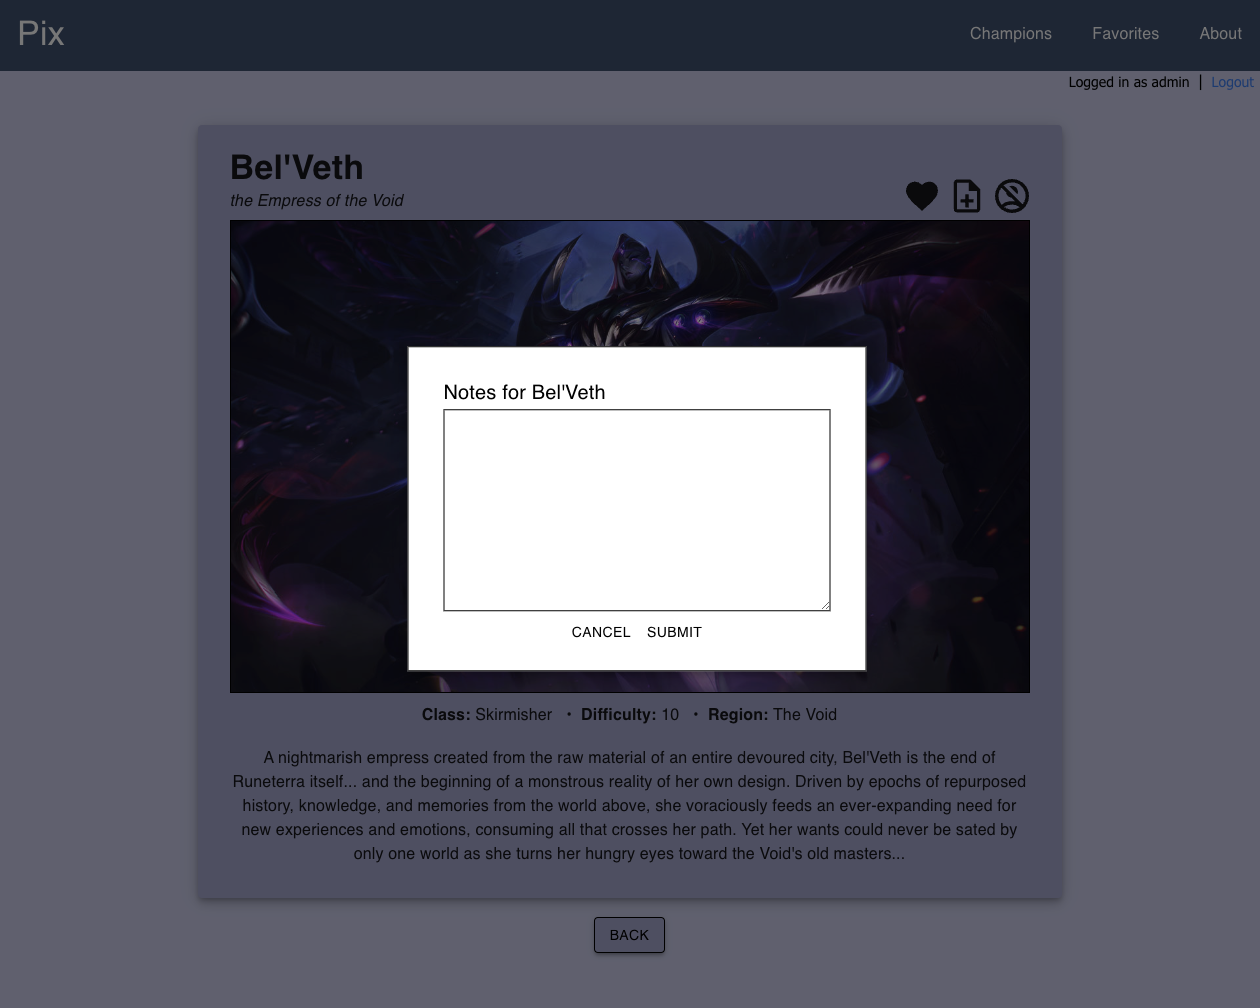 Pix
Champions Favorites About
Logged in as admin | Logout
Bel'Veth
the Empress of the Void
Notes for Bel'Veth
CANCEL SUBMIT
Class: Skirmisher • Difficulty: 10 • Region: The Void
A nightmarish empress created from the raw material of an entire devoured city, Bel'Veth is the end of
Runeterra itself... and the beginning of a monstrous reality of her own design. Driven by epochs of repurposed
history, knowledge, and memories from the world above, she voraciously feeds an ever-expanding need for
new experiences and emotions, consuming all that crosses her path. Yet her wants could never be sated by
only one world as she turns her hungry eyes toward the Void's old masters...
BACK